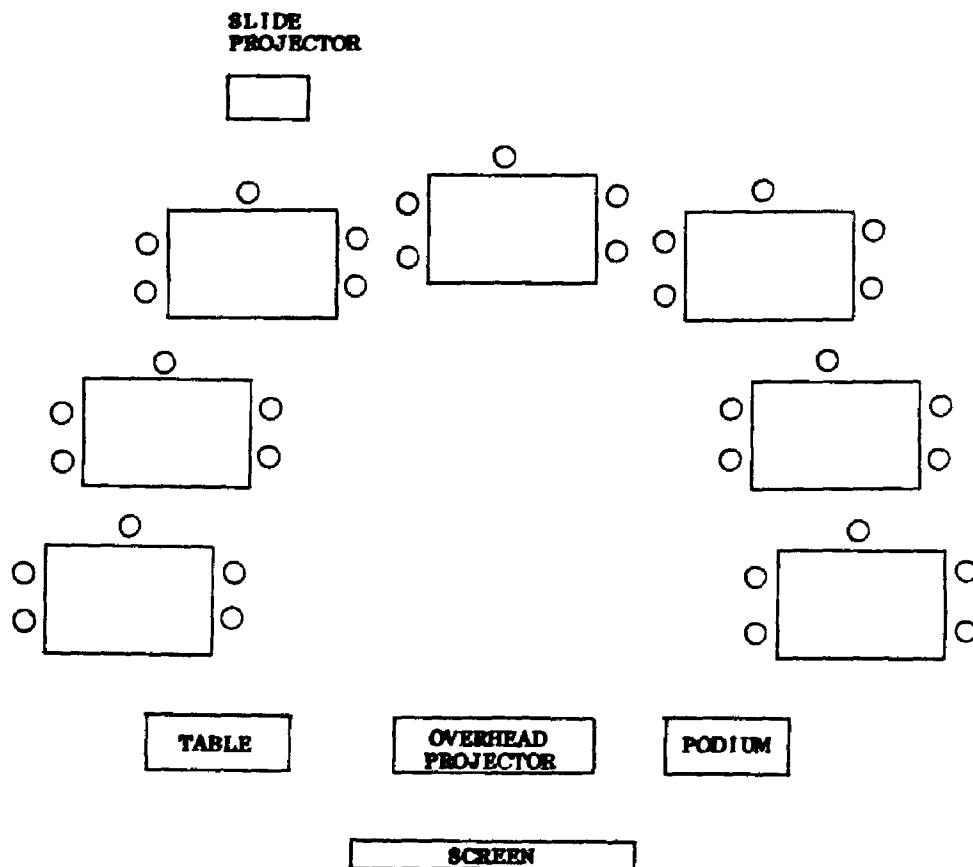 SLIDE
PROJECTOR
TABLE
OVERHEAD
PROJECTOR
PODIUM
SCREEN